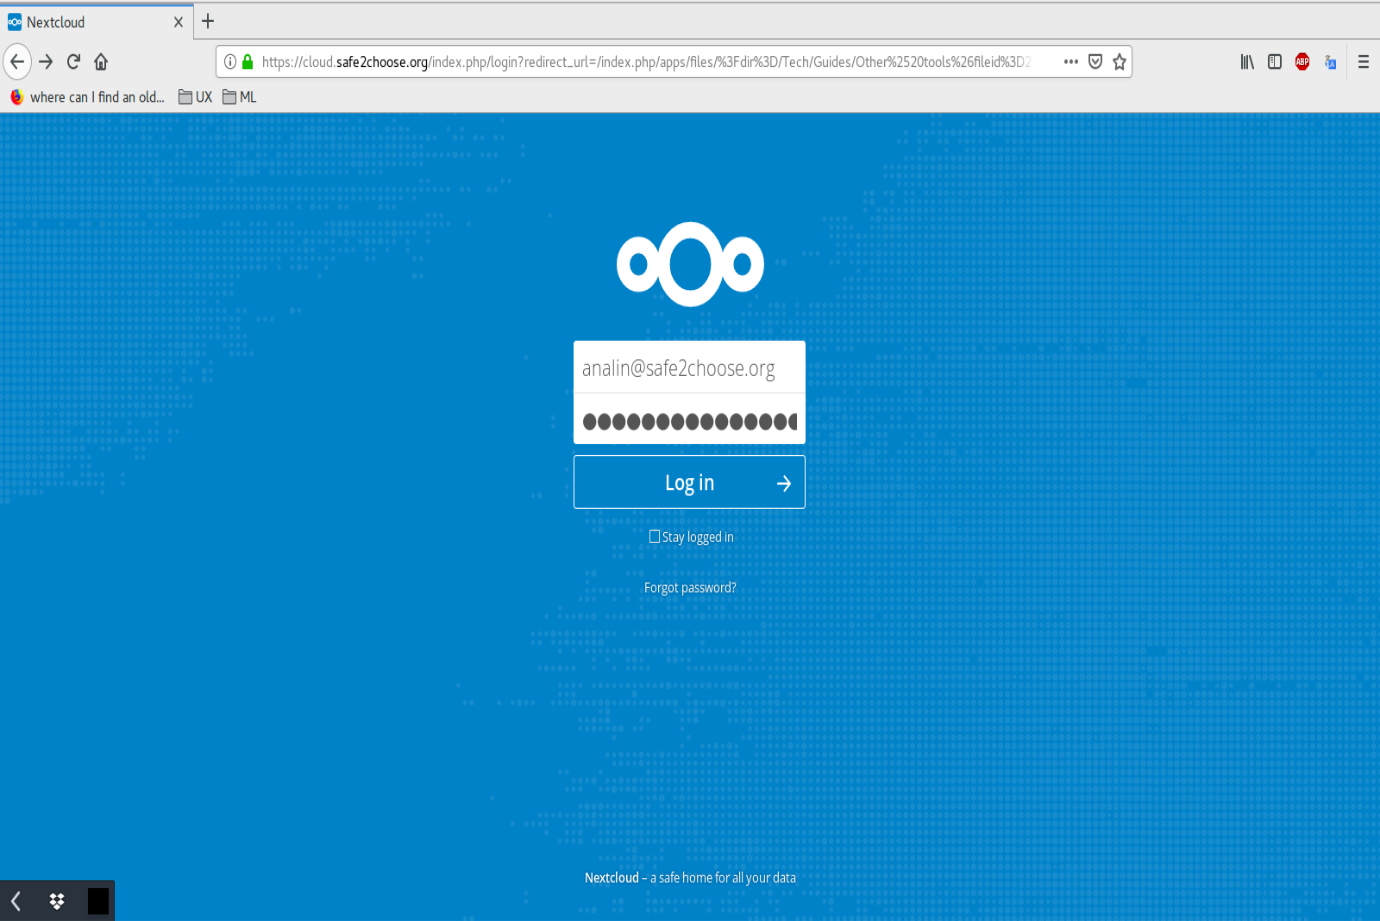 Nextcloud
https://cloud.safe2choose.org/index.php/login?redirect_url=/index.php/apps/files/%3Fdir%3D/Tech/Guides/Other%2520tools%26fileid%3D2
ABP
where can I find an old... UX ML
analin@safe2choose.org
Log in
Stay logged in
Forgot password?
Nextcloud – a safe home for all your data